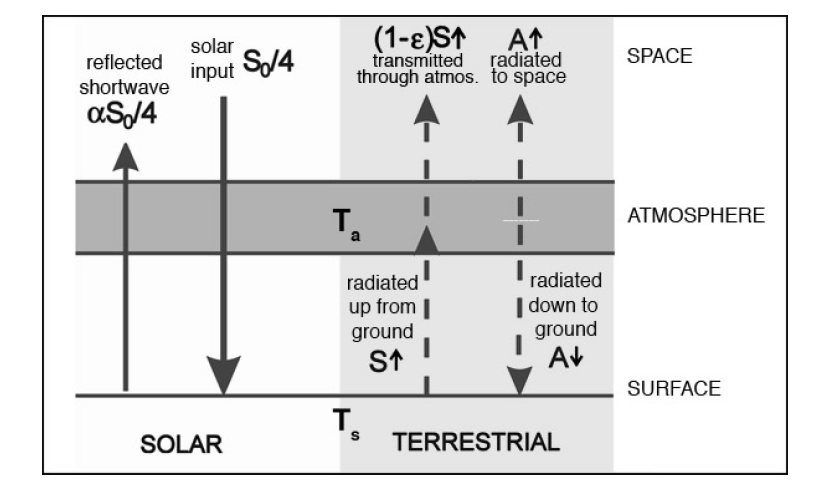 reflected
shortwave
αS₀/4
solar
input S₀/4
(1-ε)S↑
transmitted
through atmos.
A↑
radiated
to space
SPACE
Tₐ
ATMOSPHERE
radiated
up from
ground
S↑
radiated
down to
ground
A↓
SURFACE
Tₛ
SOLAR
TERRESTRIAL